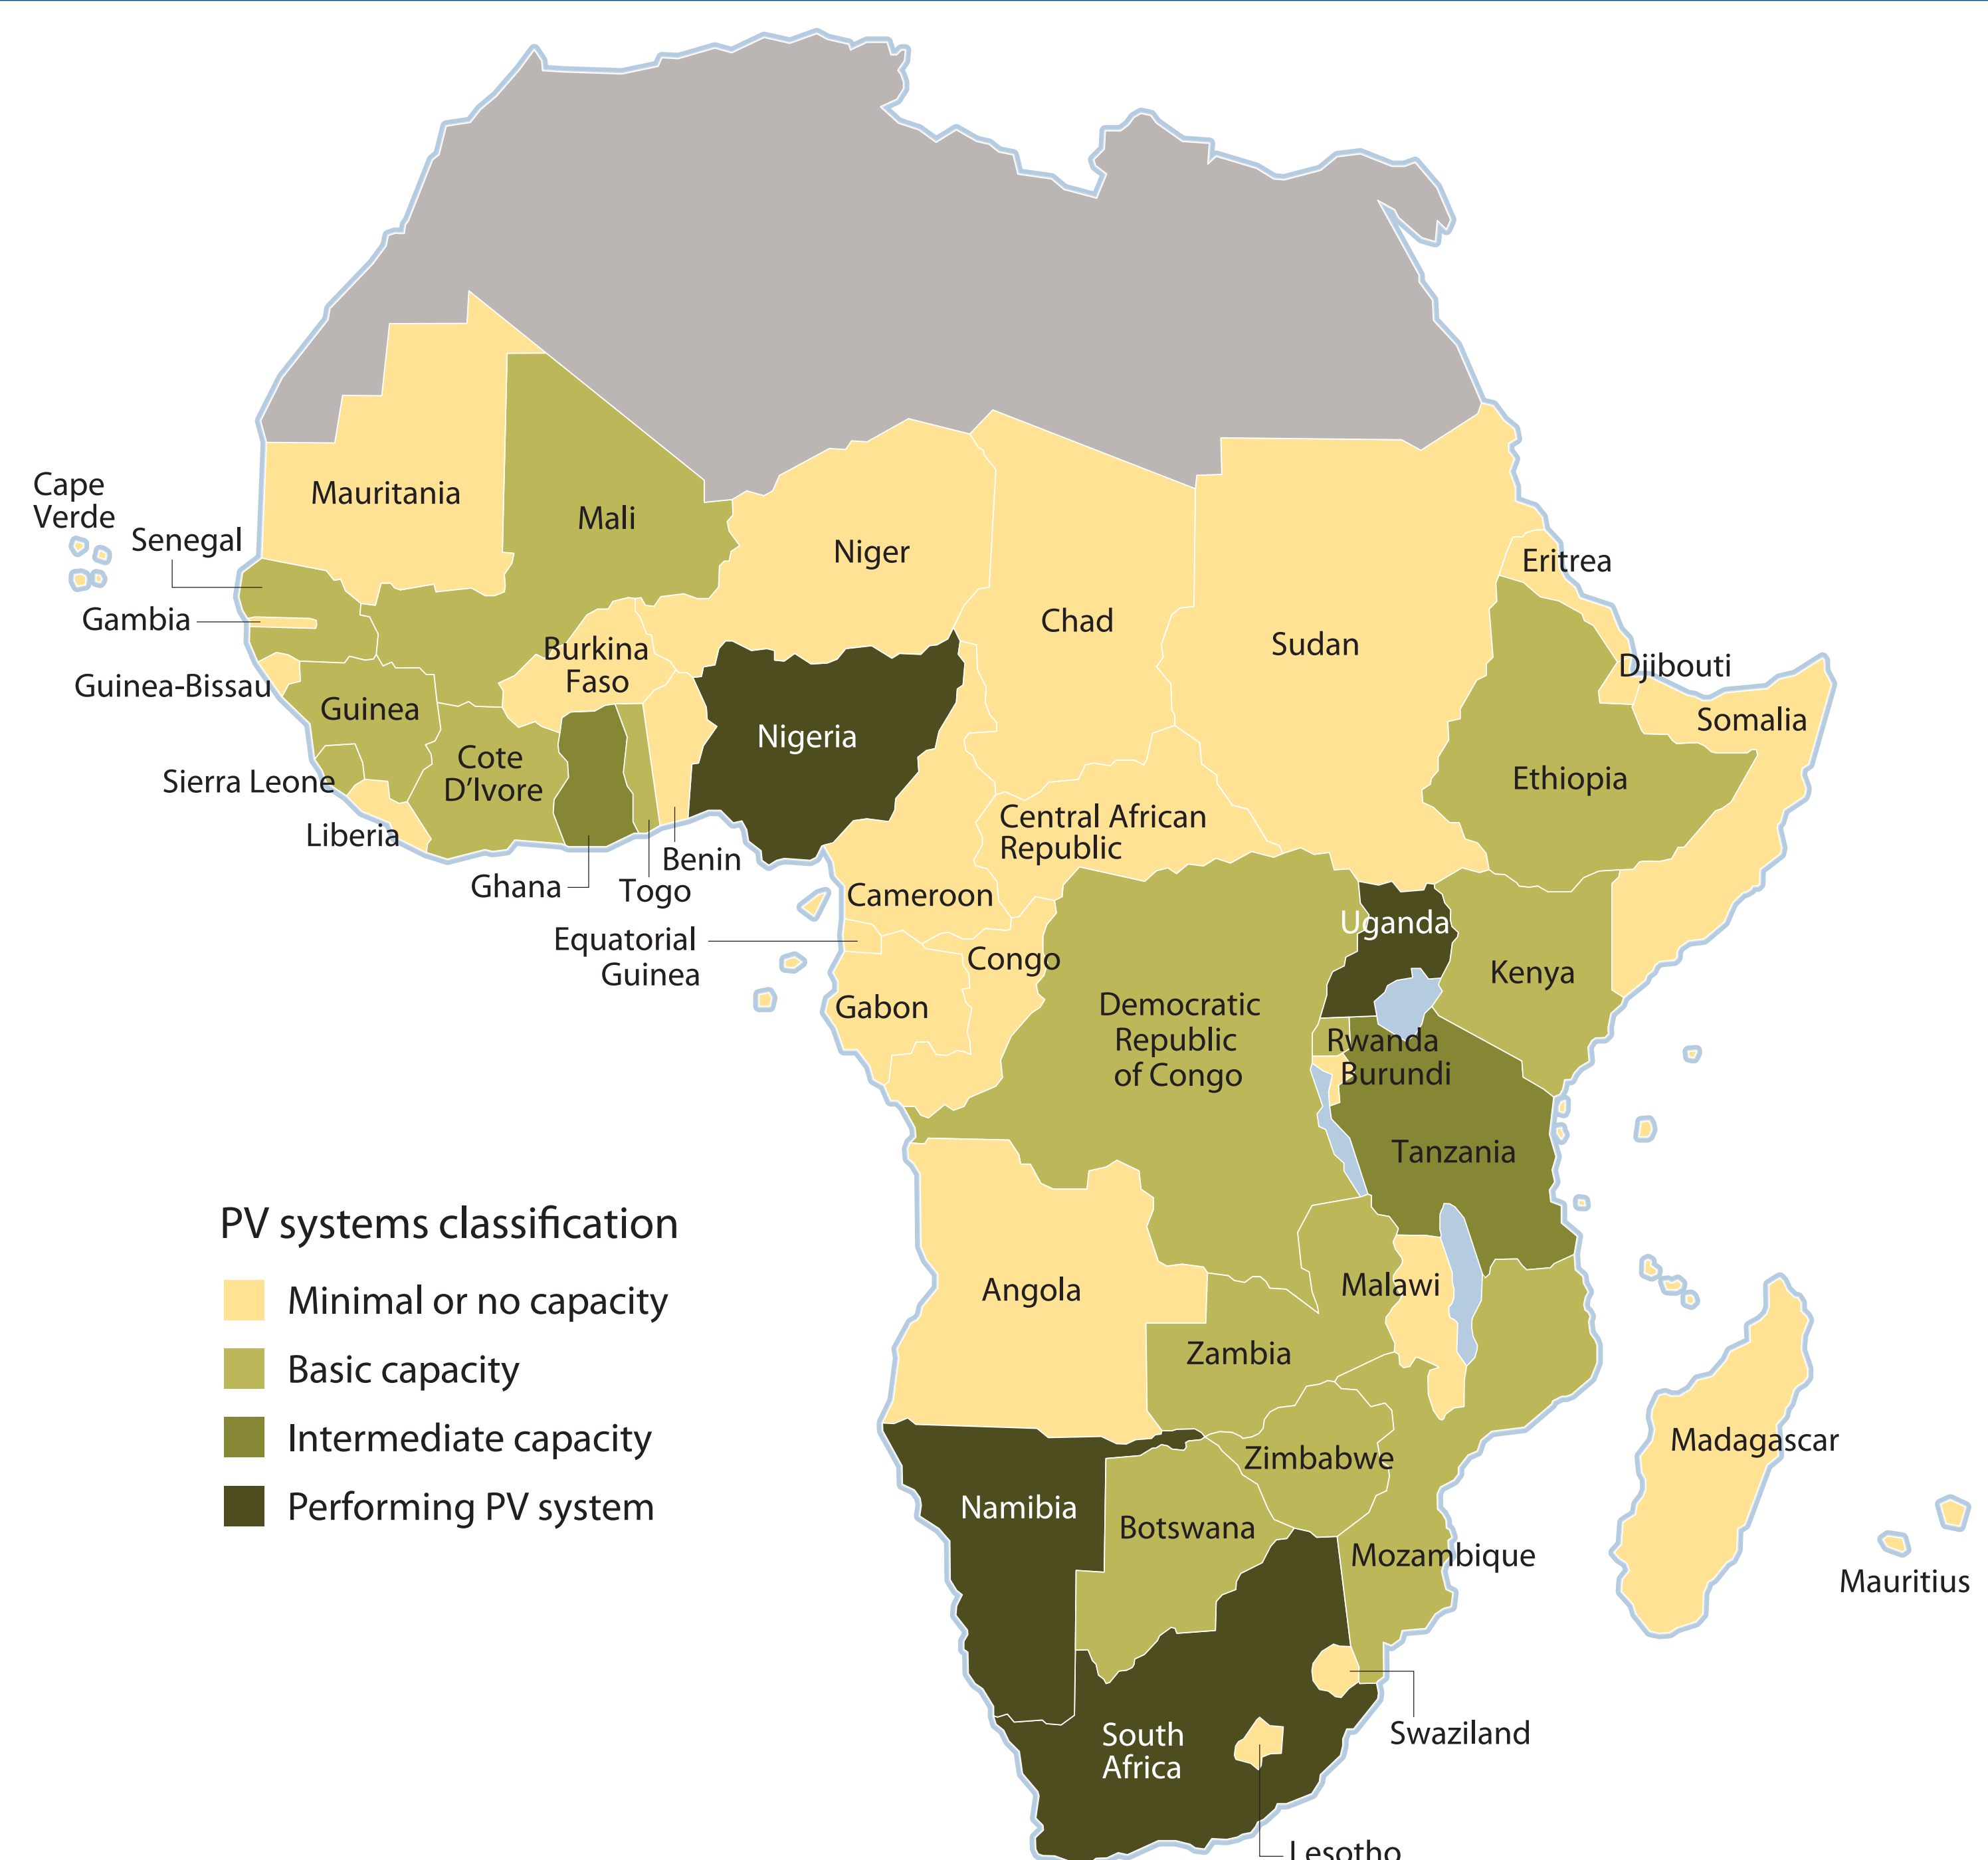 Cape
Verde
Senegal
Gambia
Guinea-Bissau
Sierra Leone
Liberia
Mauritania
Mali
Niger
Chad
Sudan
Eritrea
Djibouti
Somalia
Ethiopia
Burkina
Faso
Guinea
Cote
D’Ivore
Nigeria
Ghana
Togo
Benin
Central African
Republic
Cameroon
Equatorial
Guinea
Congo
Gabon
Democratic
Republic
of Congo
Uganda
Kenya
Rwanda
Burundi
Tanzania
Angola
Malawi
Zambia
Zimbabwe
Namibia
Botswana
Mozambique
Madagascar
Mauritius
Swaziland
South
Africa
Lesotho
PV systems classification
Minimal or no capacity
Basic capacity
Intermediate capacity
Performing PV system